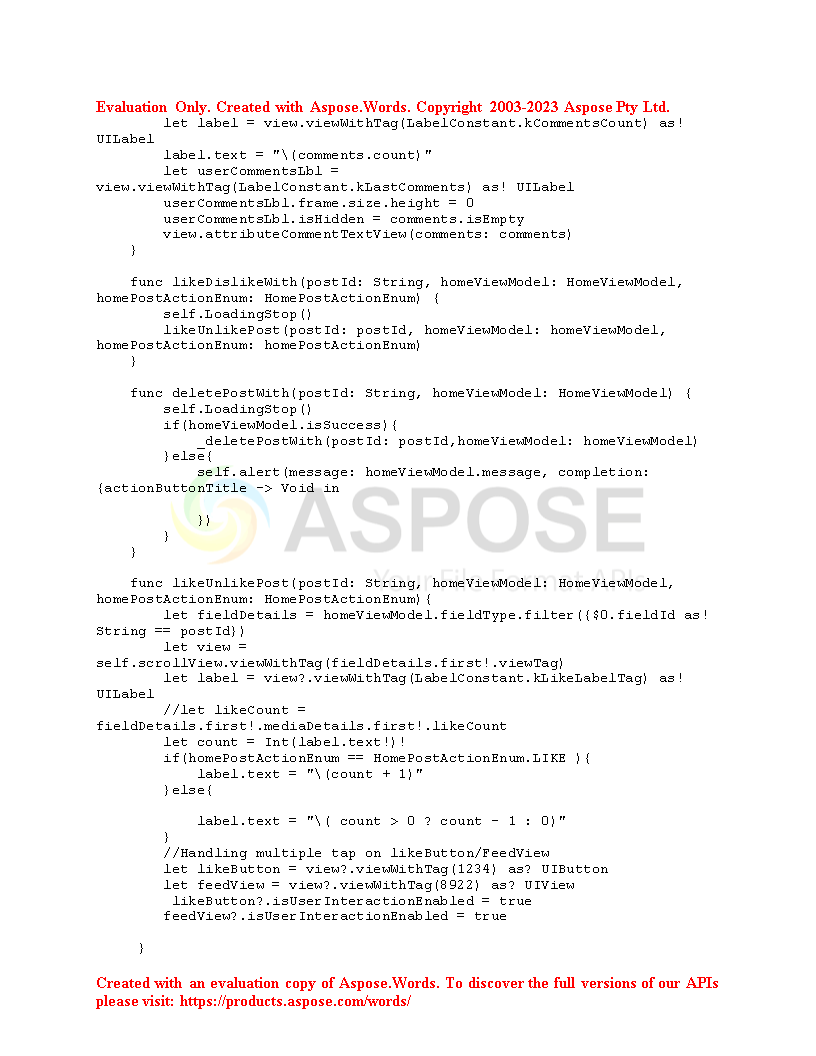 Evaluation Only. Created with Aspose.Words. Copyright 2003-2023 Aspose Pty Ltd.
        let label = view.viewWithTag(LabelConstant.kCommentsCount) as!
UILabel
        label.text = "\(comments.count)"
        let userCommentsLbl =
view.viewWithTag(LabelConstant.kLastComments) as! UILabel
        userCommentsLbl.frame.size.height = 0
        userCommentsLbl.isHidden = comments.isEmpty
        view.attributeCommentTextView(comments: comments)
    }
    func likeDislikeWith(postId: String, homeViewModel: HomeViewModel,
homePostActionEnum: HomePostActionEnum) {
        self.LoadingStop()
        likeUnlikePost(postId: postId, homeViewModel: homeViewModel,
homePostActionEnum: homePostActionEnum)
    }
    func deletePostWith(postId: String, homeViewModel: HomeViewModel) {
        self.LoadingStop()
        if(homeViewModel.isSuccess){
            _deletePostWith(postId: postId,homeViewModel: homeViewModel)
        }else{
            self.alert(message: homeViewModel.message, completion:
{actionButtonTitle -> Void in
ASPOSE
            })
        }
    }
Your File Format APIs
    func likeUnlikePost(postId: String, homeViewModel: HomeViewModel,
homePostActionEnum: HomePostActionEnum){
        let fieldDetails = homeViewModel.fieldType.filter({$0.fieldId as!
String == postId})
        let view =
self.scrollView.viewWithTag(fieldDetails.first!.viewTag)
        let label = view?.viewWithTag(LabelConstant.kLikeLabelTag) as!
UILabel
        //let likeCount =
fieldDetails.first!.mediaDetails.first!.likeCount
        let count = Int(label.text!)!
        if(homePostActionEnum == HomePostActionEnum.LIKE ){
            label.text = "\(count + 1)"
        }else{
            label.text = "\( count > 0 ? count - 1 : 0)"
        }
        //Handling multiple tap on likeButton/FeedView
        let likeButton = view?.viewWithTag(1234) as? UIButton
        let feedView = view?.viewWithTag(8922) as? UIView
         likeButton?.isUserInteractionEnabled = true
        feedView?.isUserInteractionEnabled = true
     }
Created with an evaluation copy of Aspose.Words. To discover the full versions of our APIs
please visit: https://products.aspose.com/words/